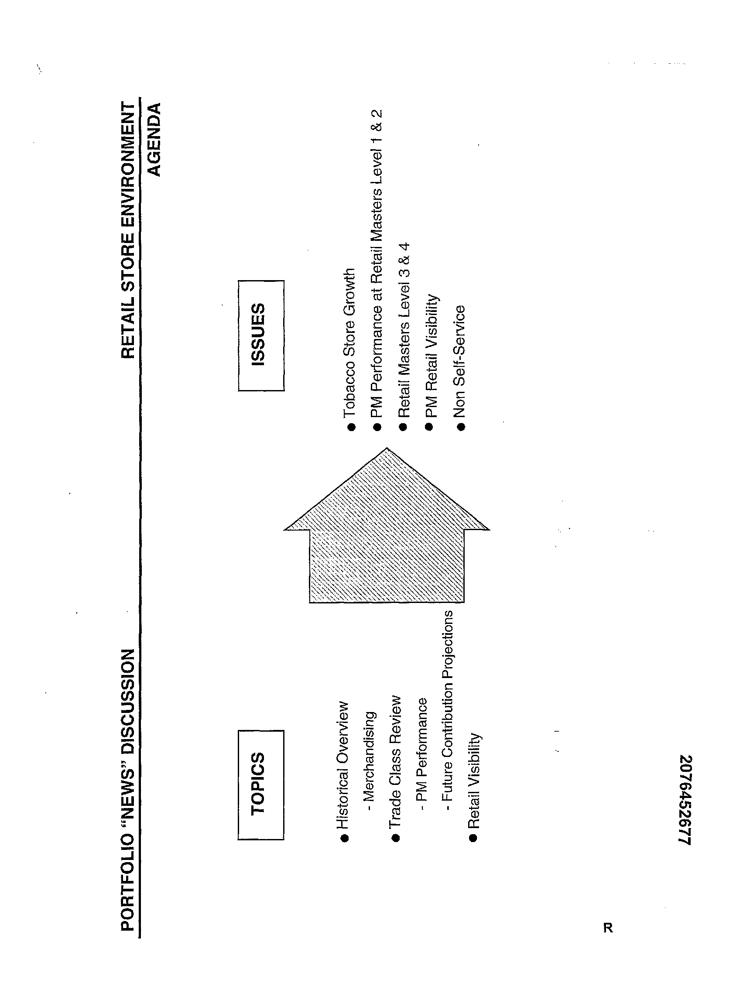 PORTFOLIO “NEWS” DISCUSSION
RETAIL STORE ENVIRONMENT
AGENDA
TOPICS
● Historical Overview
- Merchandising
● Trade Class Review
- PM Performance
- Future Contribution Projections
● Retail Visibility
ISSUES
● Tobacco Store Growth
● PM Performance at Retail Masters Level 1 & 2
● Retail Masters Level 3 & 4
● PM Retail Visibility
● Non Self-Service
R
2076452677